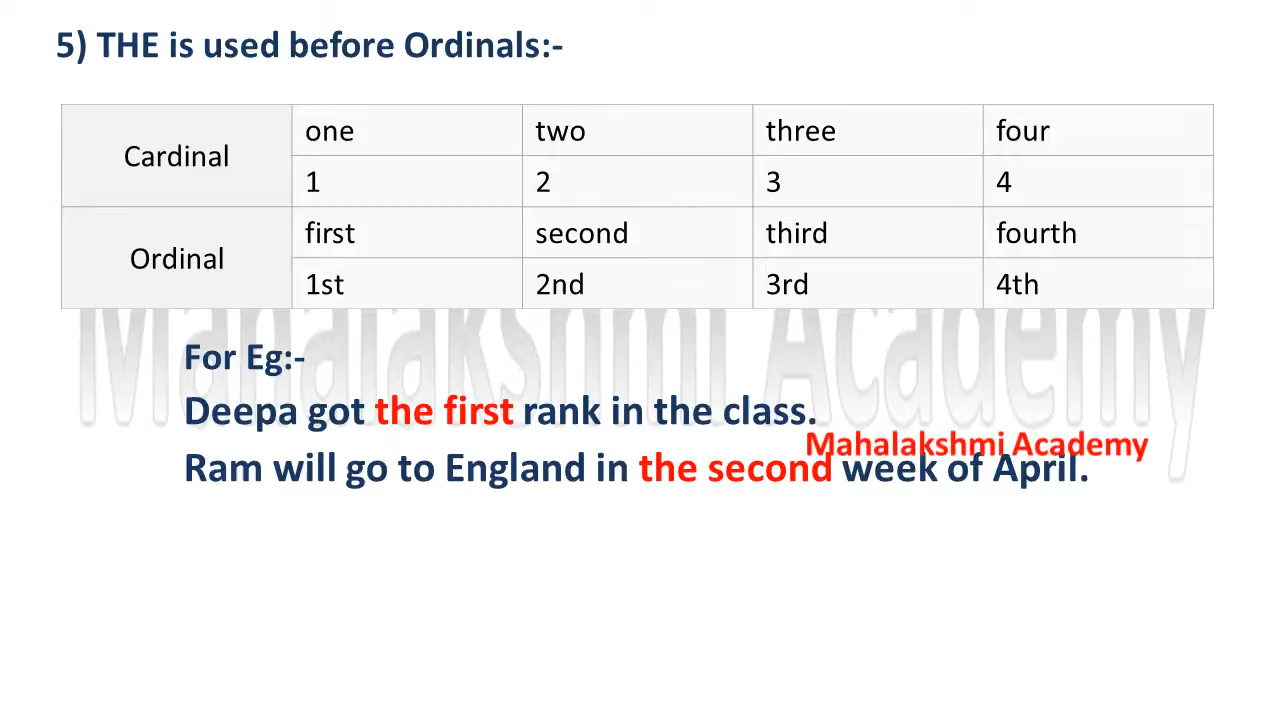 5) THE is used before Ordinals:-
Cardinal
one two three four
1 2 3 4
Ordinal
first second third fourth
1st 2nd 3rd 4th
Mahalakshmi Academy
For Eg:-
Deepa got the first rank in the class.
Mahalakshmi Academy
Ram will go to England in the second week of April.